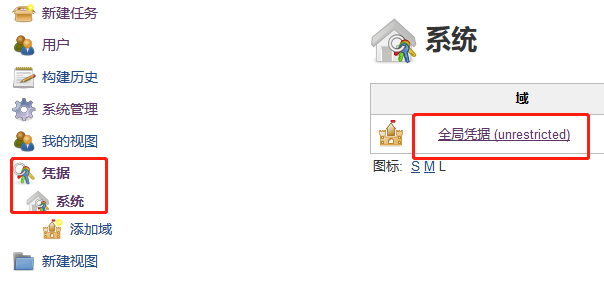 新建任务
用户
构建历史
系统管理
我的视图
凭据
系统
添加域
新建视图
系统
域
全局凭据 (unrestricted)
图标: S M L